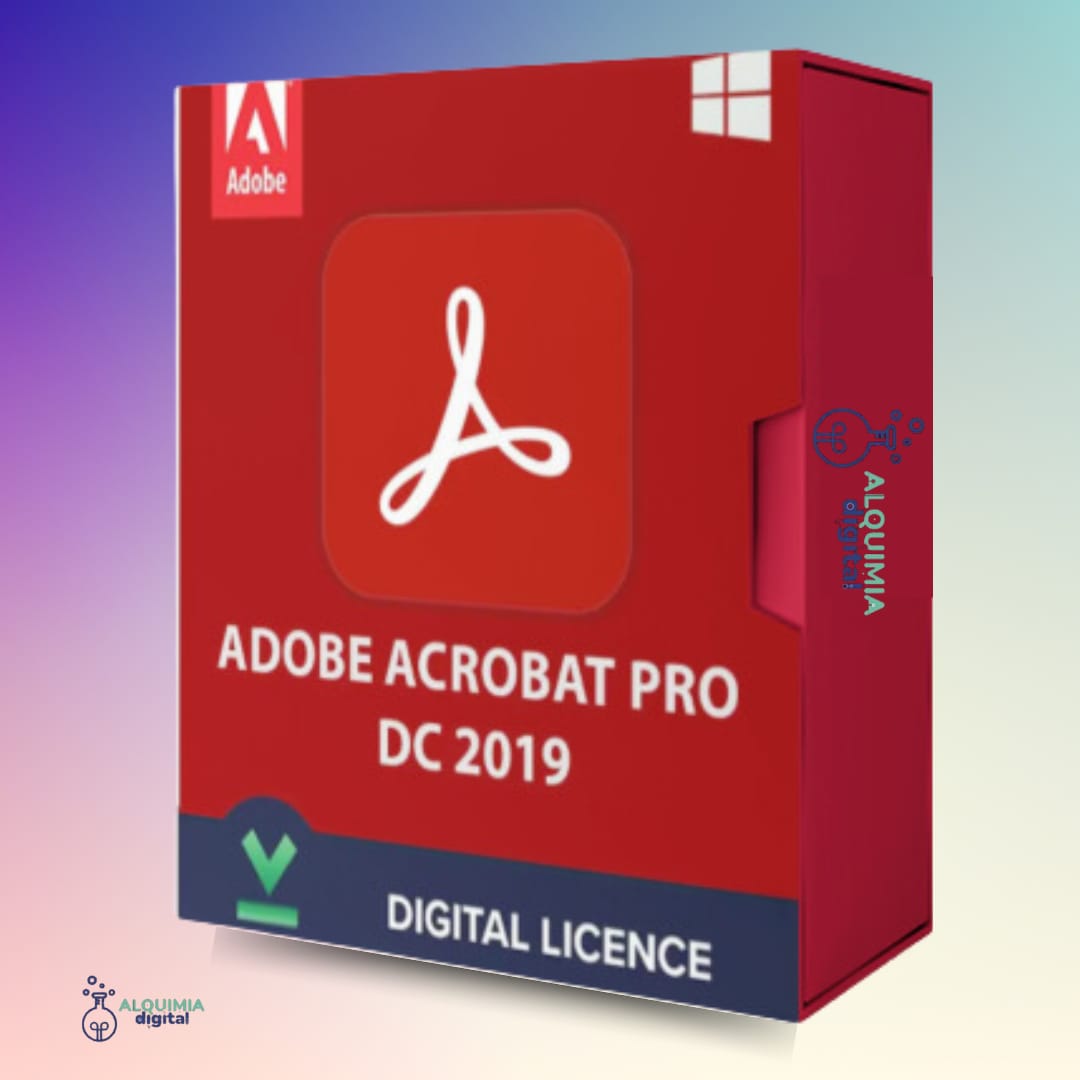 Adobe
ADOBE ACROBAT PRO
DC 2019
DIGITAL LICENCE
ALQUIMIA
digital
ALQUIMIA
digital